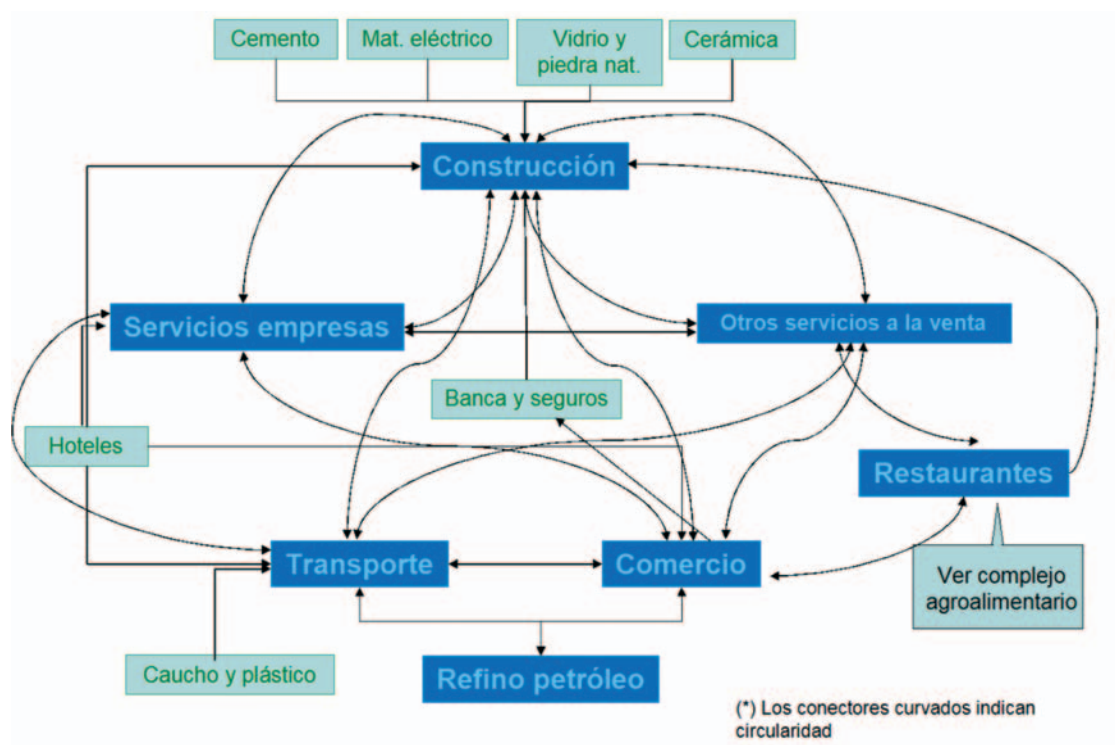 Cemento
Mat. eléctrico
Vidrio y
piedra nat.
Cerámica
Construcción
Servicios empresas
Otros servicios a la venta
Banca y seguros
Hoteles
Restaurantes
Transporte
Comercio
Ver complejo
agroalimentario
Caucho y plástico
Refino petróleo
(*) Los conectores curvados indican
circularidad